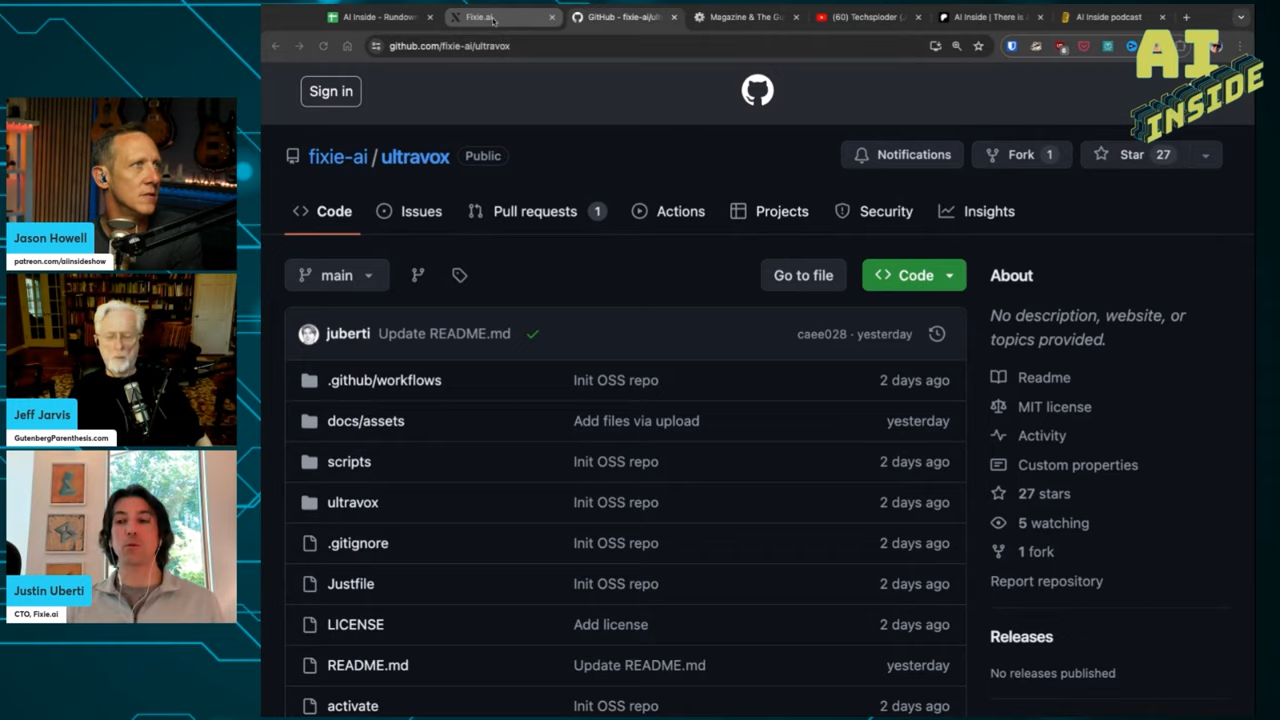 AI Inside - Rundown
Fixie.ai
GitHub - fixie-ai/ult
Magazine & The Gu
(60) Techsploder
AI Inside | There is
AI Inside podcast
github.com/fixie-ai/ultravox
AI
INSIDE
Sign in
fixie-ai / ultravox
Public
Notifications
Fork 1
Star 27
Code
Issues
Pull requests 1
Actions
Projects
Security
Insights
main
Go to file
Code
juberti Update README.md
caee028 · yesterday
.github/workflows Init OSS repo 2 days ago
docs/assets Add files via upload yesterday
scripts Init OSS repo 2 days ago
ultravox Init OSS repo 2 days ago
.gitignore Init OSS repo 2 days ago
Justfile Init OSS repo 2 days ago
LICENSE Add license 2 days ago
README.md Update README.md yesterday
activate Init OSS repo 2 days ago
About
No description, website, or
topics provided.
Readme
MIT license
Activity
Custom properties
27 stars
5 watching
1 fork
Report repository
Releases
No releases published
Jason Howell
patreon.com/aiinsideshow
Jeff Jarvis
GutenbergParenthesis.com
Justin Uberti
CTO, Fixie.ai